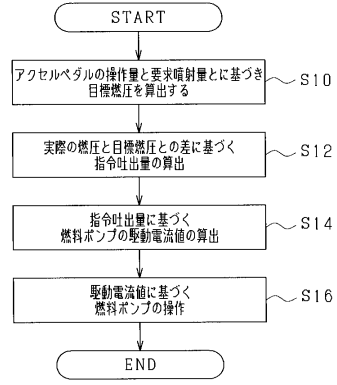 START
アクセルペダルの操作量と要求噴射量とに基づき
目標燃圧を算出する
S10
実際の燃圧と目標燃圧との差に基づく
指令吐出量の算出
S12
指令吐出量に基づく
燃料ポンプの駆動電流値の算出
S14
駆動電流値に基づく
燃料ポンプの操作
S16
END